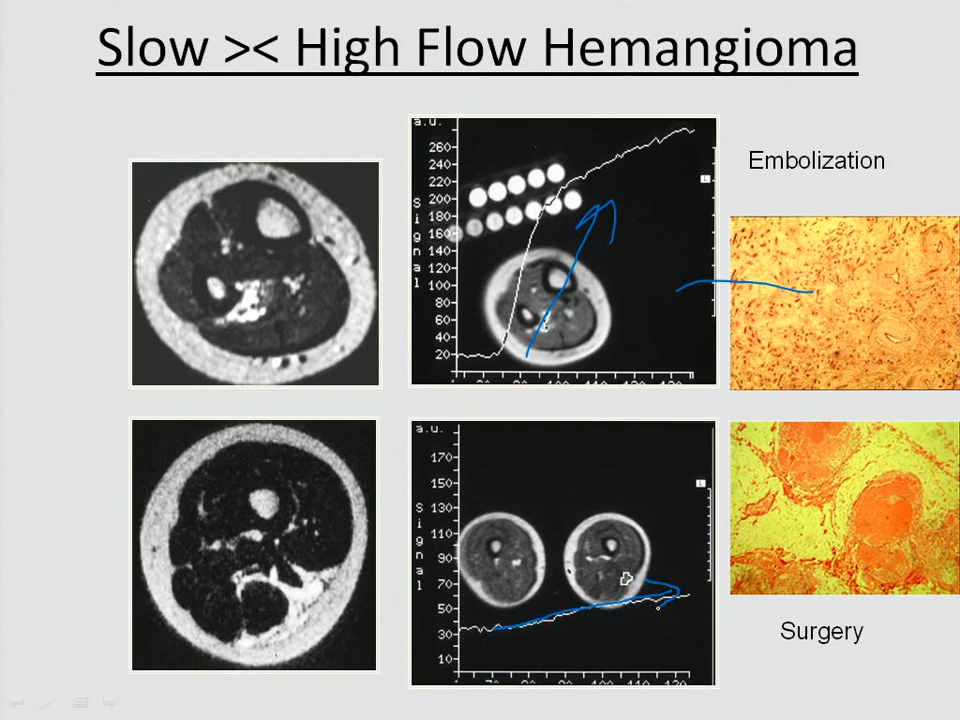 Slow >< High Flow Hemangioma
Embolization
a.u.
260
240
220
200
180
160
140
120
100
80
60
40
20
Signal
L
a.u.
170
150
130
110
90
70
50
30
10
Signal
L
Surgery